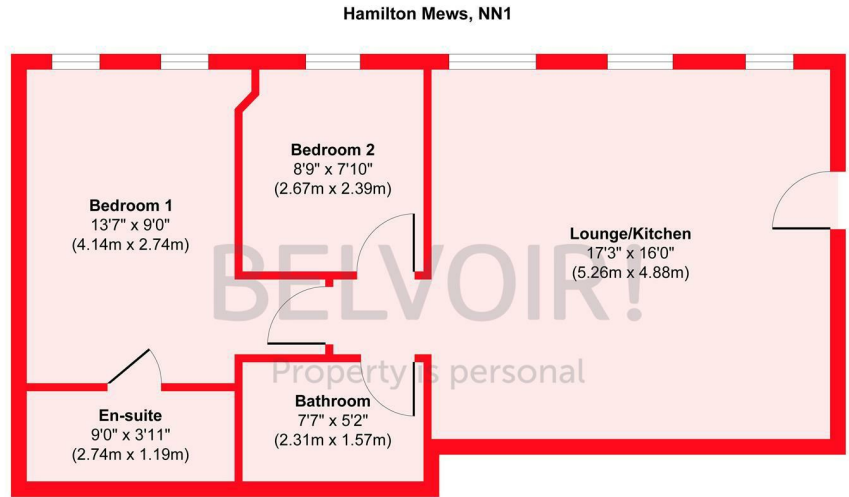 Hamilton Mews, NN1
Bedroom 2
8'9" x 7'10"
(2.67m x 2.39m)
Bedroom 1
13'7" x 9'0"
(4.14m x 2.74m)
Lounge/Kitchen
17'3" x 16'0"
(5.26m x 4.88m)
BELVOIR!
Property is personal
En-suite
9'0" x 3'11"
(2.74m x 1.19m)
Bathroom
7'7" x 5'2"
(2.31m x 1.57m)